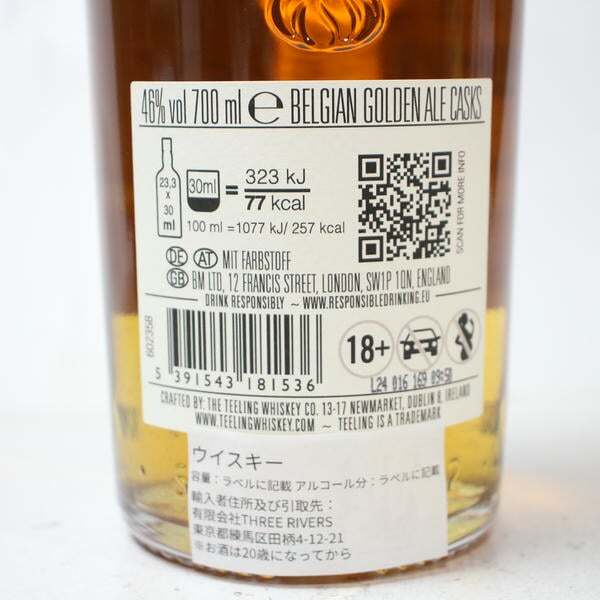 46% vol 700 ml ℮ BELGIAN GOLDEN ALE CASKS
23,3 x 30 ml
30ml = 323 kJ
77 kcal
100 ml =1077 kJ/ 257 kcal
SCAN FOR MORE INFO
DE AT MIT FARBSTOFF
GB BM LTD, 12 FRANCIS STREET, LONDON, SW1P 1QN, ENGLAND
DRINK RESPONSIBLY ~ WWW.RESPONSIBLEDRINKING.EU
60235B
5 391543 181536
18+
L24 016 169 09:50
CRAFTED BY: THE TEELING WHISKEY CO. 13-17 NEWMARKET, DUBLIN 8, IRELAND
WWW.TEELINGWHISKEY.COM ~ TEELING IS A TRADEMARK
ウイスキー
容量：ラベルに記載 アルコール分：ラベルに記載
輸入者住所及び引取先：
有限会社THREE RIVERS
東京都練馬区田柄4-12-21
※お酒は20歳になってから